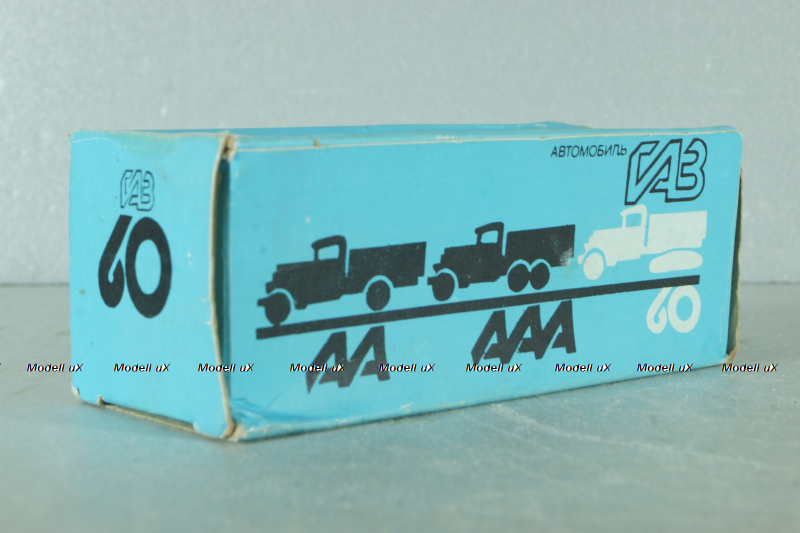 ГАЗ
60
АВТОМОБИЛЬ ГАЗ
АА ААА 60
Modell uX Modell uX Modell uX Modell uX Modell uX Modell uX Modell uX Modell uX Modell uX